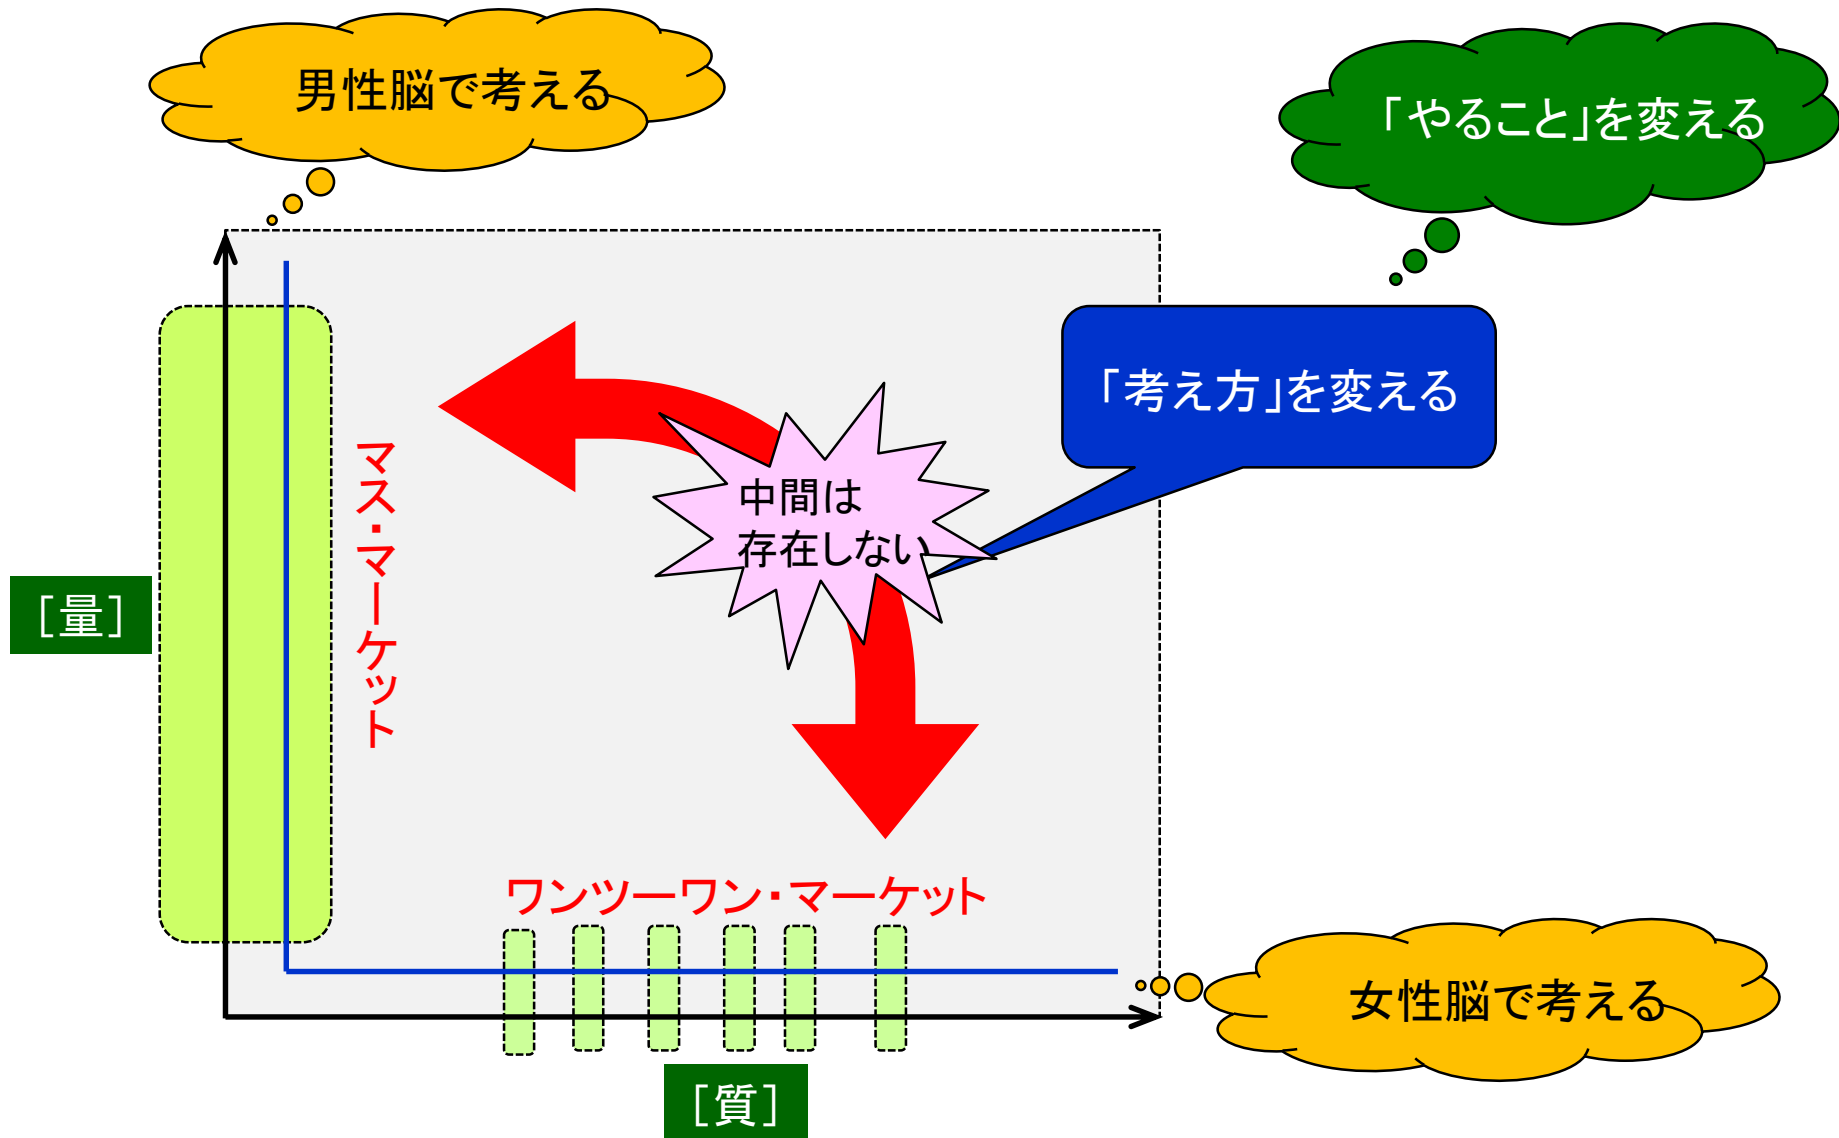 男性脳で考える
「やること」を変える
「考え方」を変える
マス・マーケット
中間は
存在しない
［量］
ワンツーワン・マーケット
女性脳で考える
［質］